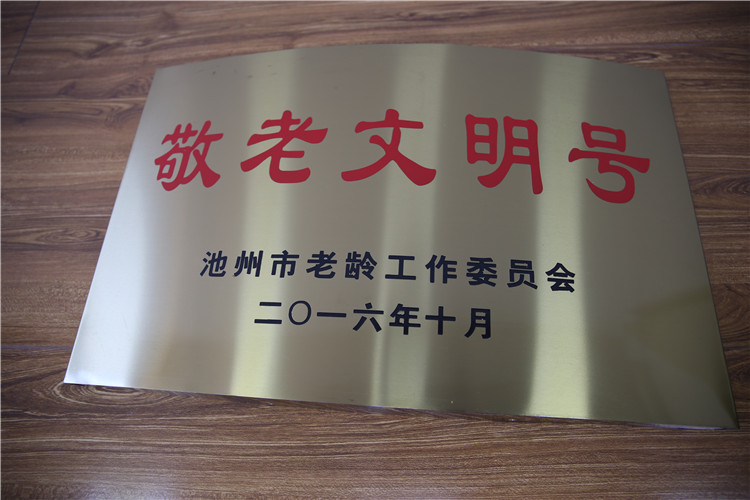 敬老文明号
池州市老龄工作委员会
二〇一六年十月